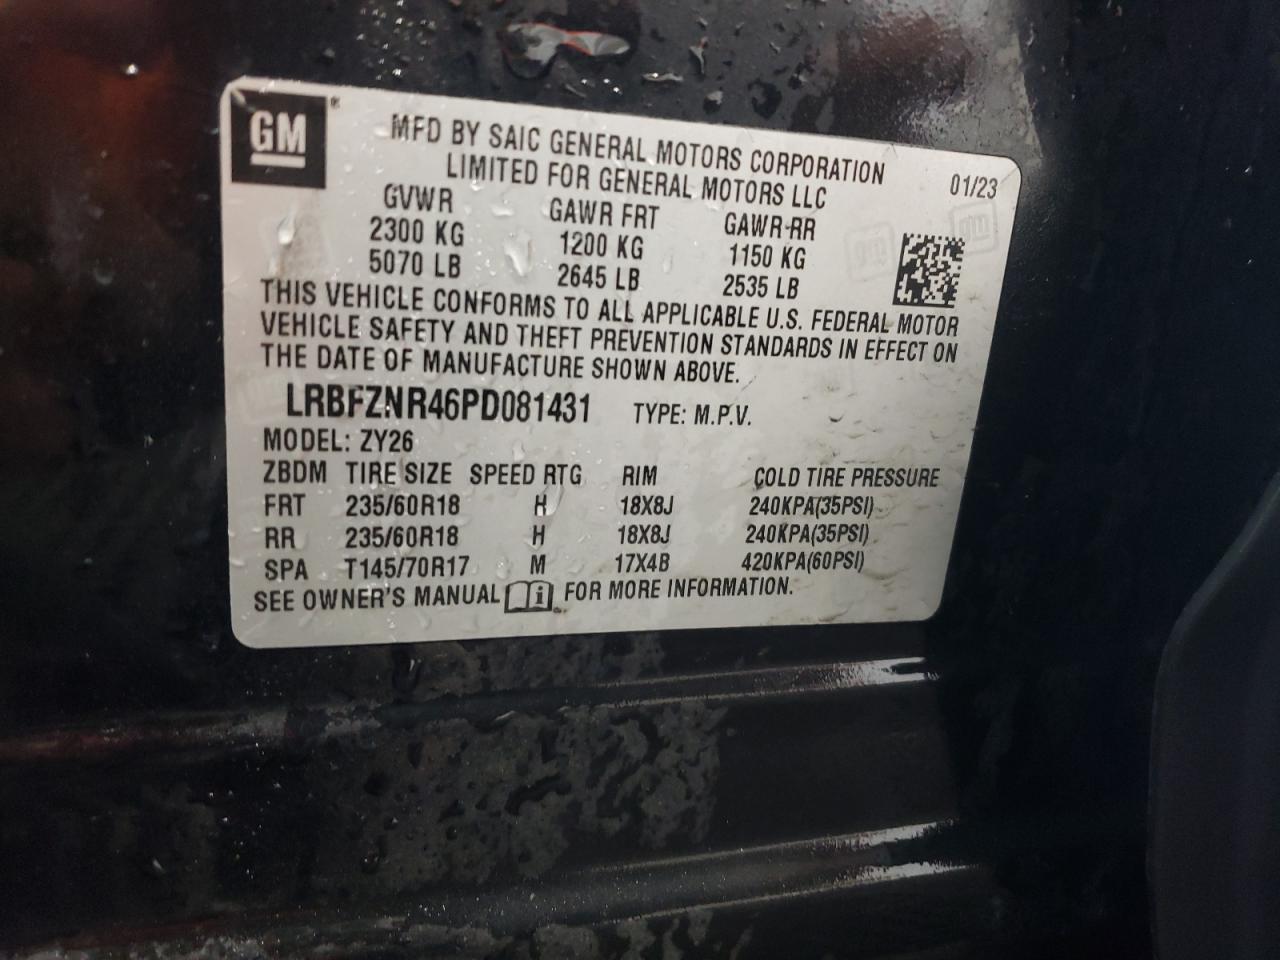 GM ®
MFD BY SAIC GENERAL MOTORS CORPORATION
LIMITED FOR GENERAL MOTORS LLC
01/23
GVWR GAWR FRT GAWR-RR
2300 KG 1200 KG 1150 KG
5070 LB 2645 LB 2535 LB
THIS VEHICLE CONFORMS TO ALL APPLICABLE U.S. FEDERAL MOTOR
VEHICLE SAFETY AND THEFT PREVENTION STANDARDS IN EFFECT ON
THE DATE OF MANUFACTURE SHOWN ABOVE.
LRBFZNR46PD081431 TYPE: M.P.V.
MODEL: ZY26
ZBDM TIRE SIZE SPEED RTG RIM COLD TIRE PRESSURE
FRT 235/60R18 H 18X8J 240KPA(35PSI)
RR 235/60R18 H 18X8J 240KPA(35PSI)
SPA T145/70R17 M 17X4B 420KPA(60PSI)
SEE OWNER'S MANUAL i FOR MORE INFORMATION.